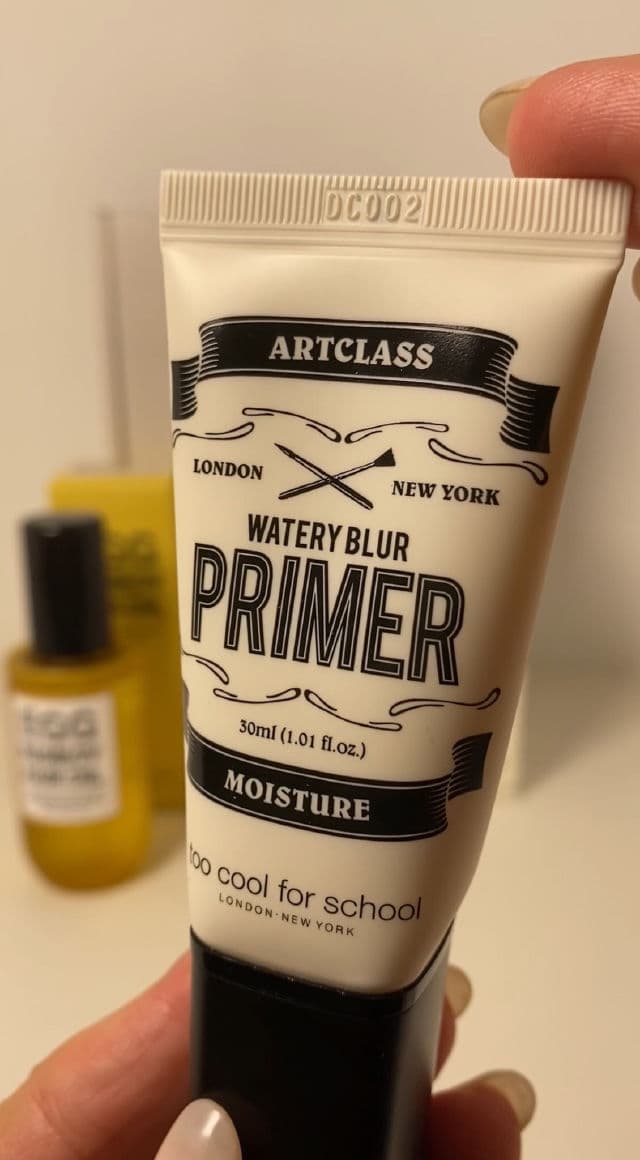 DC002
ARTCLASS
LONDON
NEW YORK
WATERY BLUR
PRIMER
30ml (1.01 fl.oz.)
MOISTURE
too cool for school
LONDON·NEW YORK
EGG